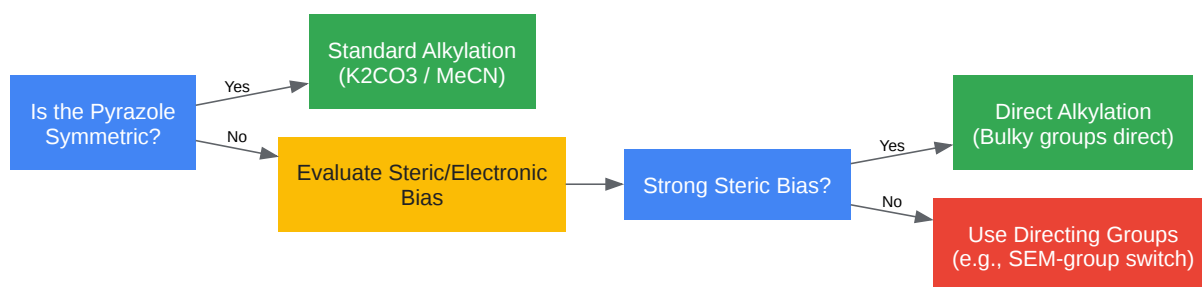 Is the Pyrazole
Symmetric?
Yes
No
Standard Alkylation
(K2CO3 / MeCN)
Evaluate Steric/Electronic
Bias
Strong Steric Bias?
Yes
No
Direct Alkylation
(Bulky groups direct)
Use Directing Groups
(e.g., SEM-group switch)